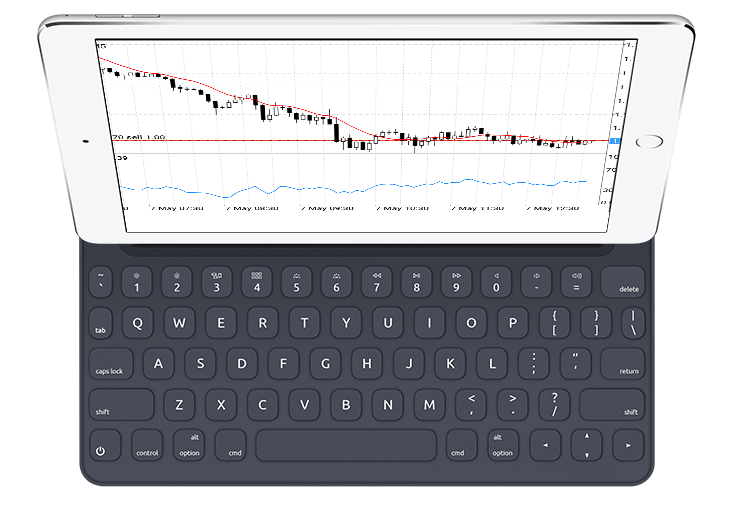 15
70 sell 1.00
39
7 May 07:30 7 May 08:30 7 May 09:30 7 May 10:30 7 May 11:30 7 May 12:30
~ `
1 2 3 4 5 6 7 8 9 0 - = delete
tab Q W E R T Y U I O P { [ } ] | \
caps lock A S D F G H J K L : ; " ' return
shift Z X C V B N M < , > . ? / shift
control alt option cmd cmd alt option